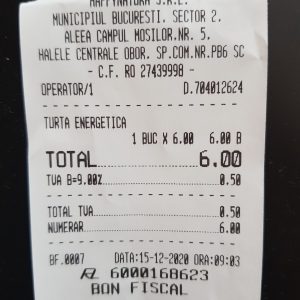 HAPPYNATURA S.R.L.
MUNICIPIUL BUCURESTI, SECTOR 2,
ALEEA CAMPUL MOSILOR,NR. 5,
HALELE CENTRALE OBOR, SP.COM.NR.PB6 SC
- C.F. RO 27439998 -
OPERATOR/1 D.704012624
TURTA ENERGETICA
1 BUC X 6.00 6.00 B
TOTAL 6.00
TVA B=9.00% 0.50
TOTAL TVA 0.50
NUMERAR 6.00
BF.0007 DATA:15-12-2020 ORA:09:03
6000168623
BON FISCAL